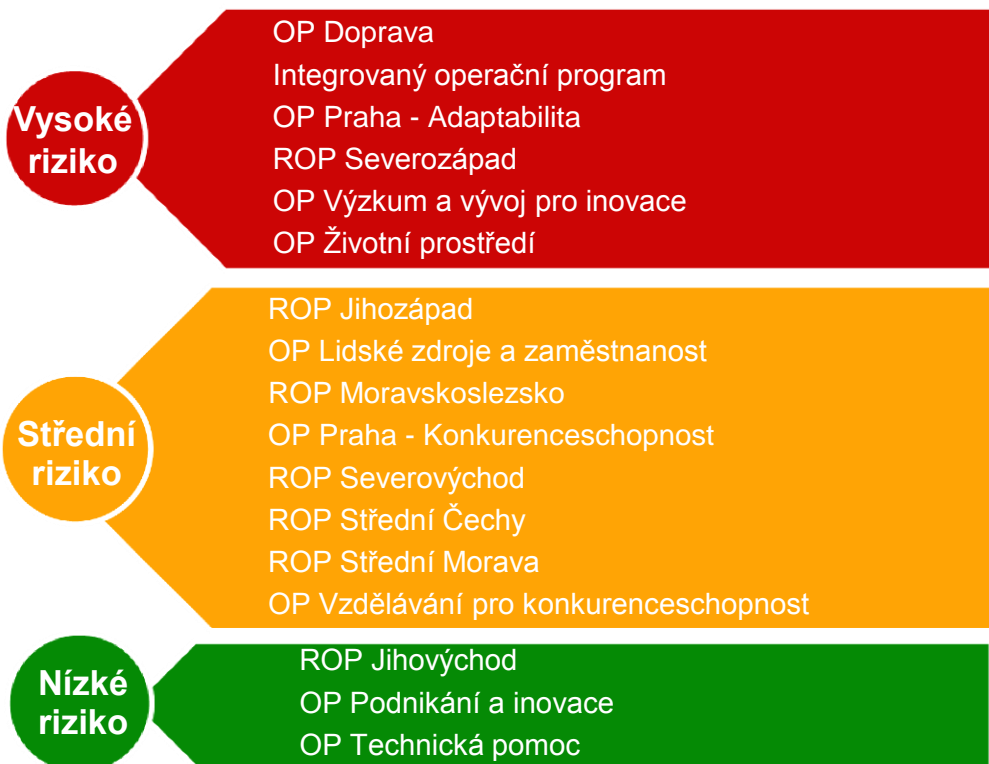 Vysoké
riziko
OP Doprava
Integrovaný operační program
OP Praha - Adaptabilita
ROP Severozápad
OP Výzkum a vývoj pro inovace
OP Životní prostředí
Střední
riziko
ROP Jihozápad
OP Lidské zdroje a zaměstnanost
ROP Moravskoslezsko
OP Praha - Konkurenceschopnost
ROP Severovýchod
ROP Střední Čechy
ROP Střední Morava
OP Vzdělávání pro konkurenceschopnost
Nízké
riziko
ROP Jihovýchod
OP Podnikání a inovace
OP Technická pomoc